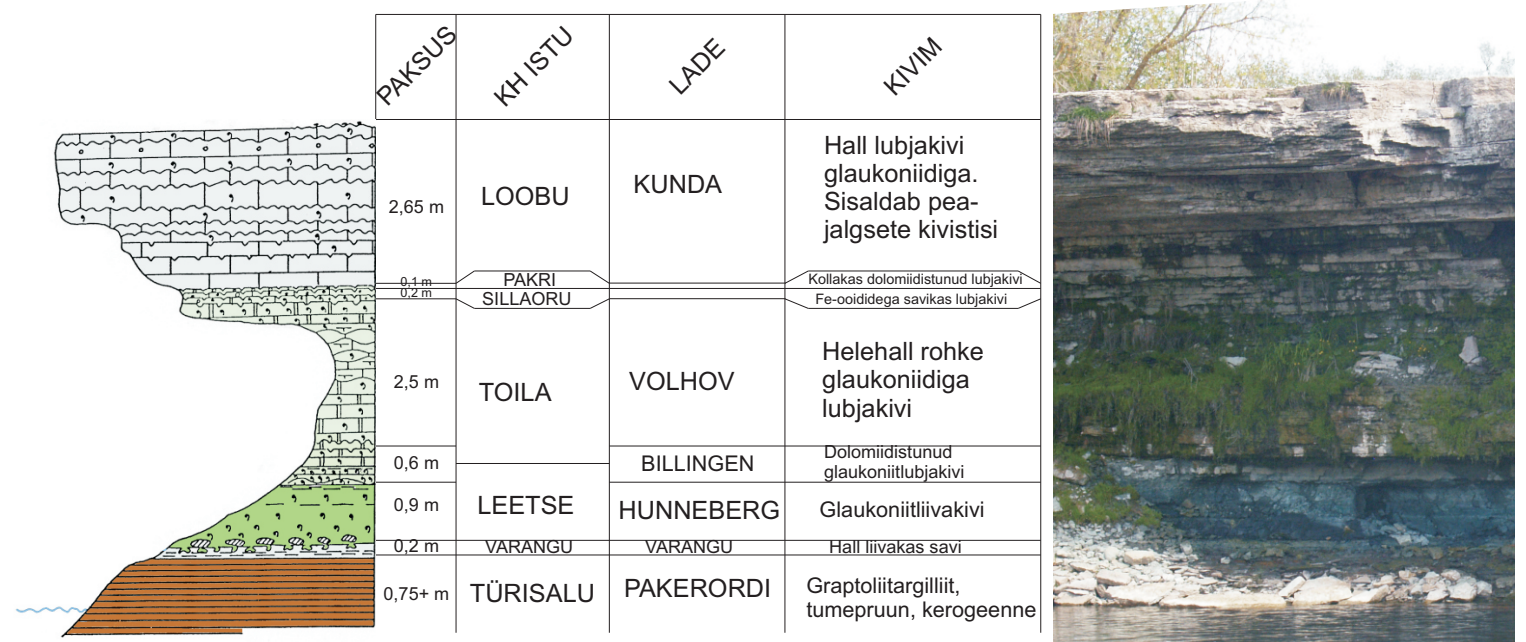 PAKSUS
KH ISTU
LADE
KIVIM
2,65 m
LOOBU
KUNDA
Hall lubjakivi
glaukoniidiga.
Sisaldab pea-
jalgsete kivistisi
0,1 m
PAKRI
Kollakas dolomiidistunud lubjakivi
0,2 m
SILLAORU
Fe-ooididega savikas lubjakivi
2,5 m
TOILA
VOLHOV
Helehall rohke
glaukoniidiga
lubjakivi
0,6 m
BILLINGEN
Dolomiidistunud
glaukoniitlubjakivi
0,9 m
LEETSE
HUNNEBERG
Glaukoniitliivakivi
0,2 m
VARANGU
VARANGU
Hall liivakas savi
0,75+ m
TÜRISALU
PAKERORDI
Graptoliitargilliit,
tumepruun, kerogeenne